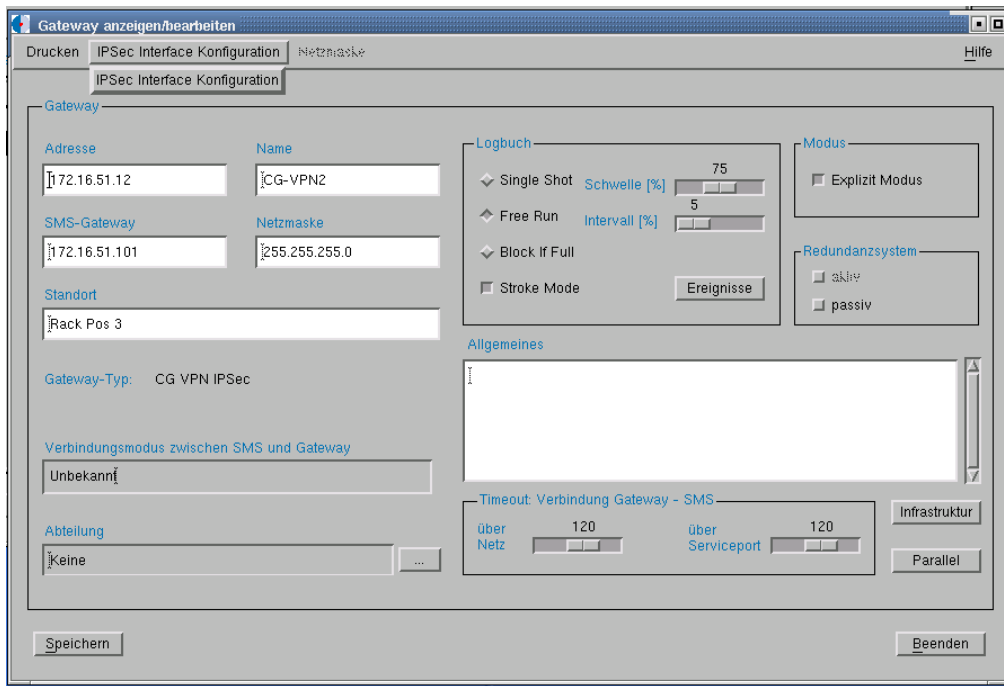 Gateway anzeigen/bearbeiten
Drucken IPSec Interface Konfiguration Netzmaske Hilfe
IPSec Interface Konfiguration
Gateway
Adresse Name
172.16.51.12 CG-VPN2
SMS-Gateway Netzmaske
172.16.51.101 255.255.255.0
Standort
Rack Pos 3
Gateway-Typ: CG VPN IPSec
Verbindungsmodus zwischen SMS und Gateway
Unbekannt
Abteilung
Keine ...
Logbuch
Single Shot Schwelle [%] 75
Free Run Intervall [%] 5
Block If Full
Stroke Mode Ereignisse
Modus
Explizit Modus
Redundanzsystem
aktiv
passiv
Allgemeines
Timeout: Verbindung Gateway - SMS
über Netz 120 über Serviceport 120
Infrastruktur
Parallel
Speichern Beenden